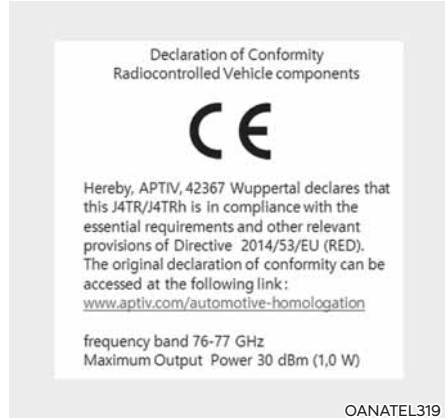 Declaration of Conformity
Radiocontrolled Vehicle components
CE
Hereby, APTIV, 42367 Wuppertal declares that
this J4TR/J4TRh is in compliance with the
essential requirements and other relevant
provisions of Directive 2014/53/EU (RED).
The original declaration of conformity can be
accessed at the following link:
www.aptiv.com/automotive-homologation
frequency band 76-77 GHz
Maximum Output Power 30 dBm (1,0 W)
OANATEL319